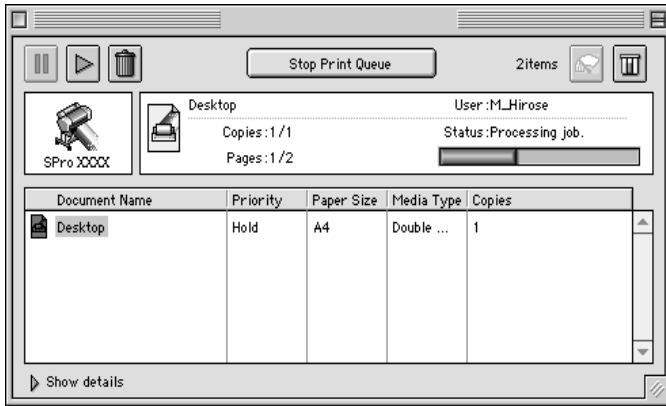 Stop Print Queue
2items
SPro XXXX
Desktop
User:M_Hirose
Copies:1/1
Status:Processing job.
Pages:1/2
Document Name Priority Paper Size Media Type Copies
Desktop Hold A4 Double ... 1
Show details